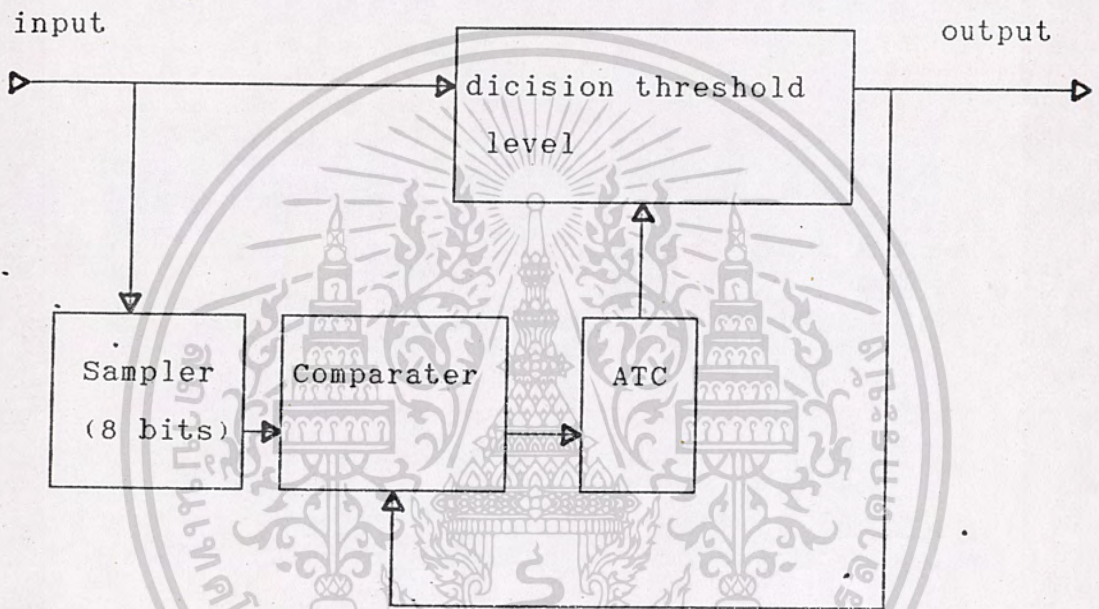 input
output
dicision threshold
level
Sampler
(8 bits)
Comparater
ATC